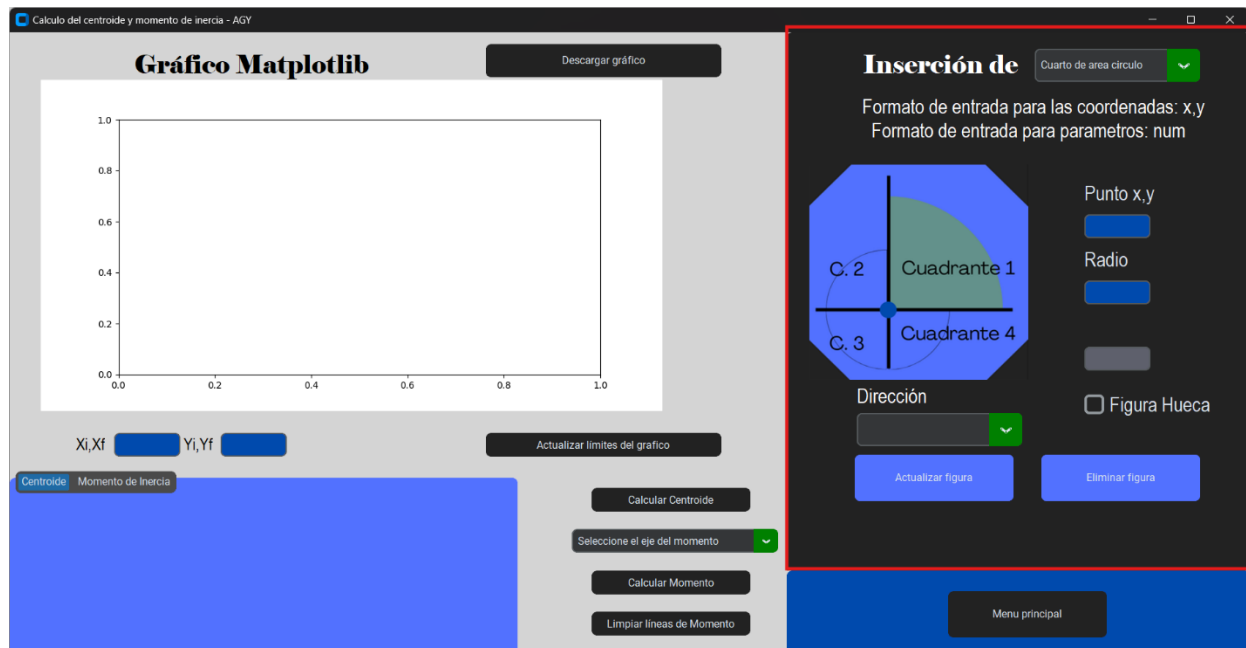 Calculo del centroide y momento de inercia - AGY
Gráfico Matplotlib
Descargar gráfico
1.0
0.8
0.6
0.4
0.2
0.0
0.0 0.2 0.4 0.6 0.8 1.0
Xi,Xf
Yi,Yf
Actualizar límites del grafico
Centroide
Momento de Inercia
Calcular Centroide
Seleccione el eje del momento
Calcular Momento
Limpiar líneas de Momento
Inserción de
Cuarto de area circulo
Formato de entrada para las coordenadas: x,y
Formato de entrada para parametros: num
C. 2
Cuadrante 1
C. 3
Cuadrante 4
Punto x,y
Radio
Dirección
Figura Hueca
Actualizar figura
Eliminar figura
Menu principal